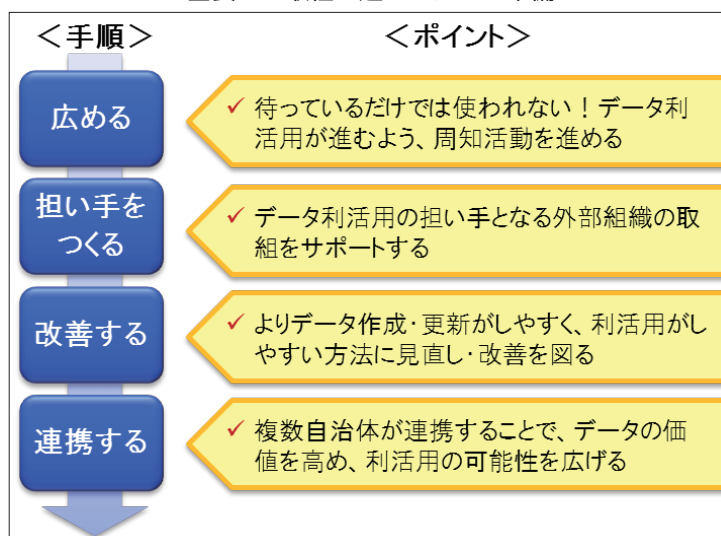 <手順>
<ポイント>
広める
✓ 待っているだけでは使われない！データ利
活用が進むよう、周知活動を進める
担い手を
つくる
✓ データ利活用の担い手となる外部組織の取
組をサポートする
改善する
✓ よりデータ作成・更新がしやすく、利活用がし
やすい方法に見直し・改善を図る
連携する
✓ 複数自治体が連携することで、データの価
値を高め、利活用の可能性を広げる